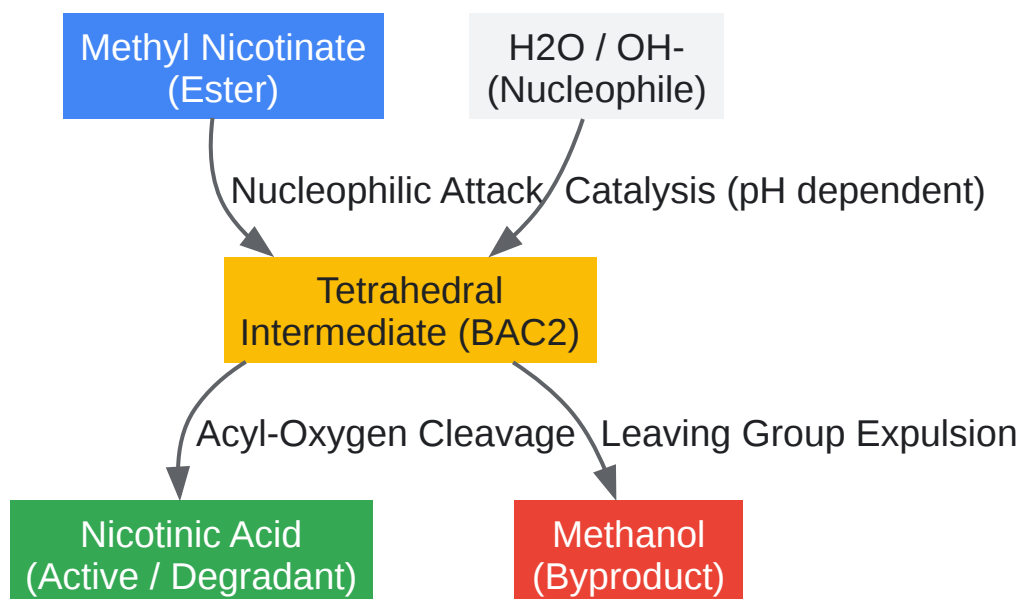 Methyl Nicotinate
(Ester)
H2O / OH-
(Nucleophile)
Nucleophilic Attack
Catalysis (pH dependent)
Tetrahedral
Intermediate (BAC2)
Acyl-Oxygen Cleavage
Leaving Group Expulsion
Nicotinic Acid
(Active / Degradant)
Methanol
(Byproduct)